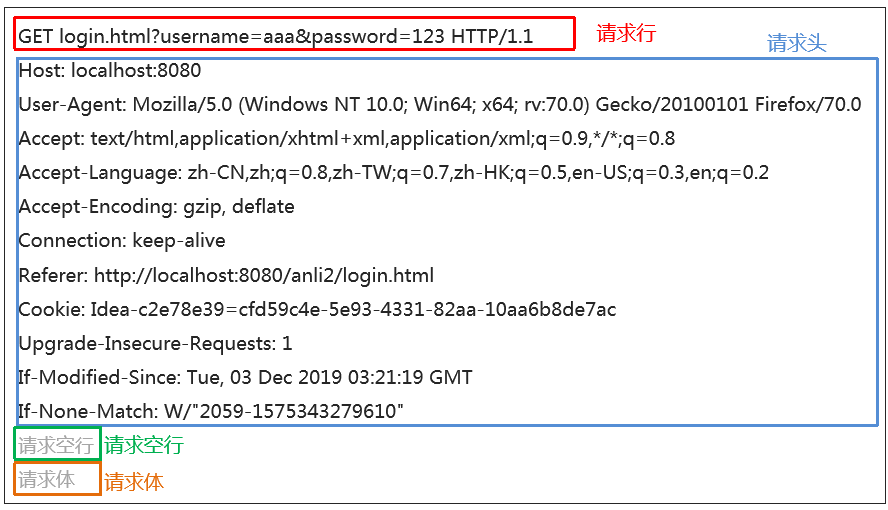 GET login.html?username=aaa&password=123 HTTP/1.1 请求行
请求头
Host: localhost:8080
User-Agent: Mozilla/5.0 (Windows NT 10.0; Win64; x64; rv:70.0) Gecko/20100101 Firefox/70.0
Accept: text/html,application/xhtml+xml,application/xml;q=0.9,*/*;q=0.8
Accept-Language: zh-CN,zh;q=0.8,zh-TW;q=0.7,zh-HK;q=0.5,en-US;q=0.3,en;q=0.2
Accept-Encoding: gzip, deflate
Connection: keep-alive
Referer: http://localhost:8080/anli2/login.html
Cookie: Idea-c2e78e39=cfd59c4e-5e93-4331-82aa-10aa6b8de7ac
Upgrade-Insecure-Requests: 1
If-Modified-Since: Tue, 03 Dec 2019 03:21:19 GMT
If-None-Match: W/"2059-1575343279610"
请求空行 请求空行
请求体 请求体